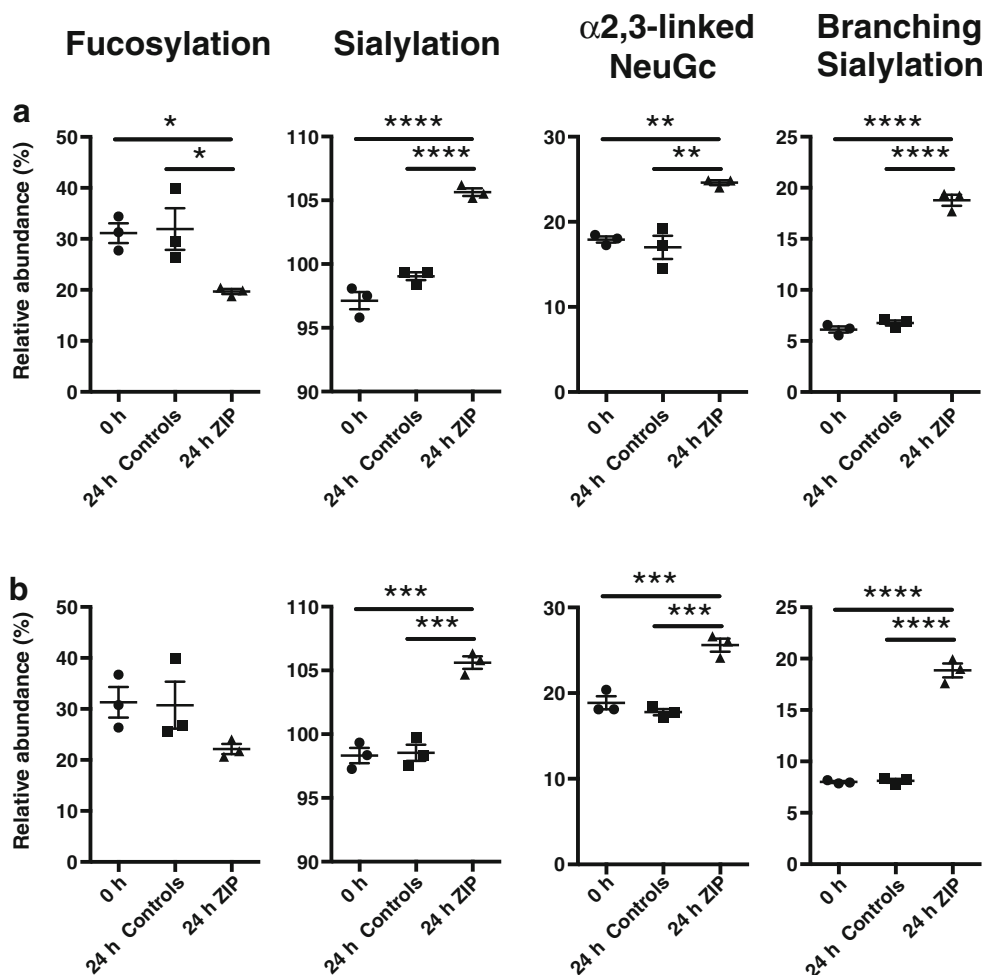 Fucosylation
Sialylation
α2,3-linked
NeuGc
Branching
Sialylation
a
Relative abundance (%)
50
40
30
20
10
0
*
*
0 h
24 h Controls
24 h ZIP
110
105
100
95
90
****
****
0 h
24 h Controls
24 h ZIP
30
20
10
0
**
**
0 h
24 h Controls
24 h ZIP
25
20
15
10
5
0
****
****
0 h
24 h Controls
24 h ZIP
b
Relative abundance (%)
50
40
30
20
10
0
0 h
24 h Controls
24 h ZIP
110
105
100
95
90
***
***
0 h
24 h Controls
24 h ZIP
30
20
10
0
***
***
0 h
24 h Controls
24 h ZIP
25
20
15
10
5
0
****
****
0 h
24 h Controls
24 h ZIP